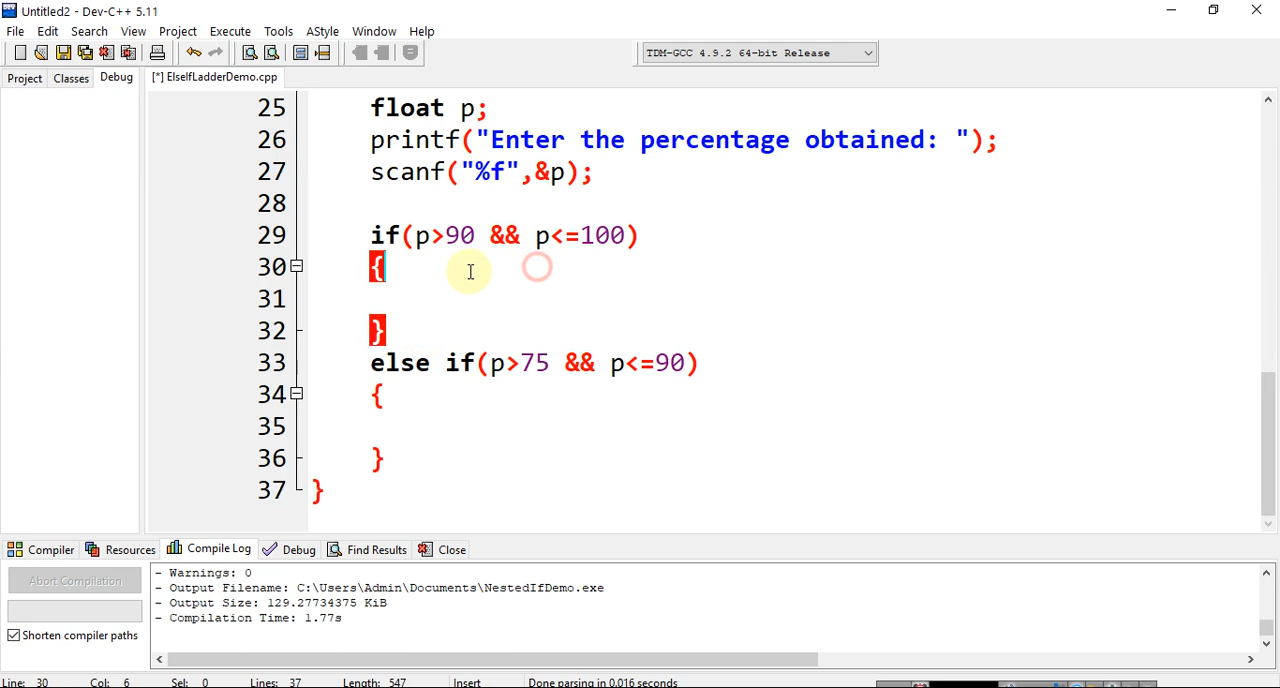 Untitled2 - Dev-C++ 5.11
File Edit Search View Project Execute Tools AStyle Window Help
TDM-GCC 4.9.2 64-bit Release
Project Classes Debug [*] ElseIfLadderDemo.cpp
25 float p;
26 printf("Enter the percentage obtained: ");
27 scanf("%f",&p);
28
29 if(p>90 && p<=100)
30 {
31
32 }
33 else if(p>75 && p<=90)
34 {
35
36 }
37 }
Compiler Resources Compile Log Debug Find Results Close
Abort Compilation
Shorten compiler paths
- Warnings: 0
- Output Filename: C:\Users\Admin\Documents\NestedIfDemo.exe
- Output Size: 129.27734375 KiB
- Compilation Time: 1.77s
Line: 30 Col: 6 Sel: 0 Lines: 37 Length: 547 Insert Done parsing in 0.016 seconds